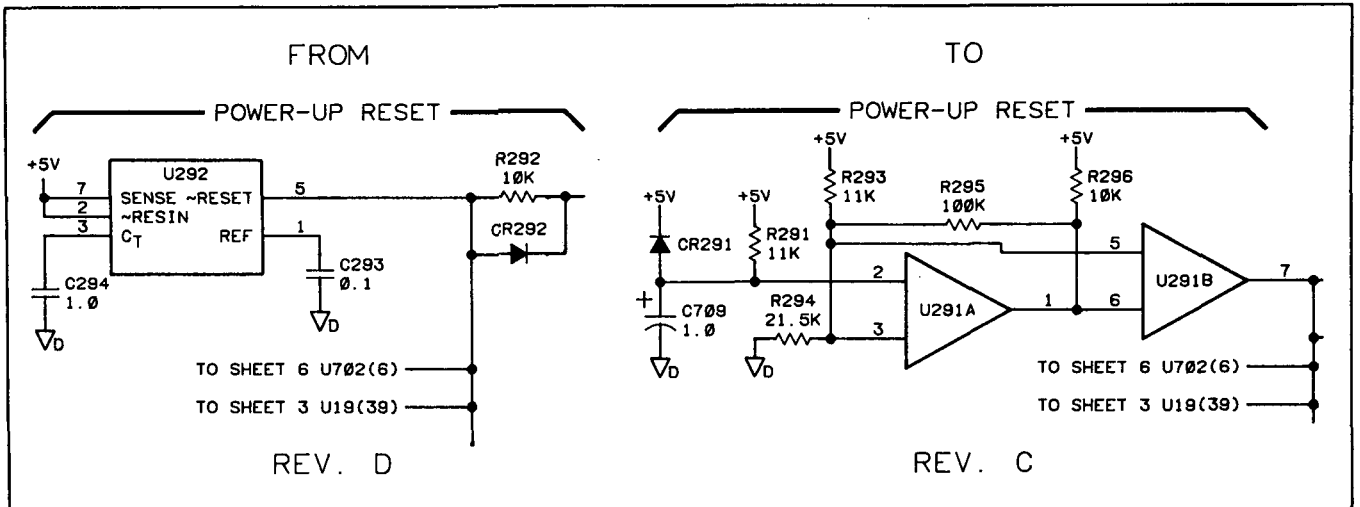 FROM
POWER-UP RESET
+5V
U292
7
SENSE ~RESET
5
2
~RESIN
3
CT
REF
1
R292
10K
CR292
C294
1.0
D
C293
0.1
D
TO SHEET 6 U702(6)
TO SHEET 3 U19(39)
REV. D
TO
POWER-UP RESET
+5V
+5V
+5V
+5V
R293
11K
R295
100K
R296
10K
CR291
R291
11K
+
C709
1.0
D
R294
21.5K
D
2
3
U291A
1
5
6
U291B
7
TO SHEET 6 U702(6)
TO SHEET 3 U19(39)
REV. C